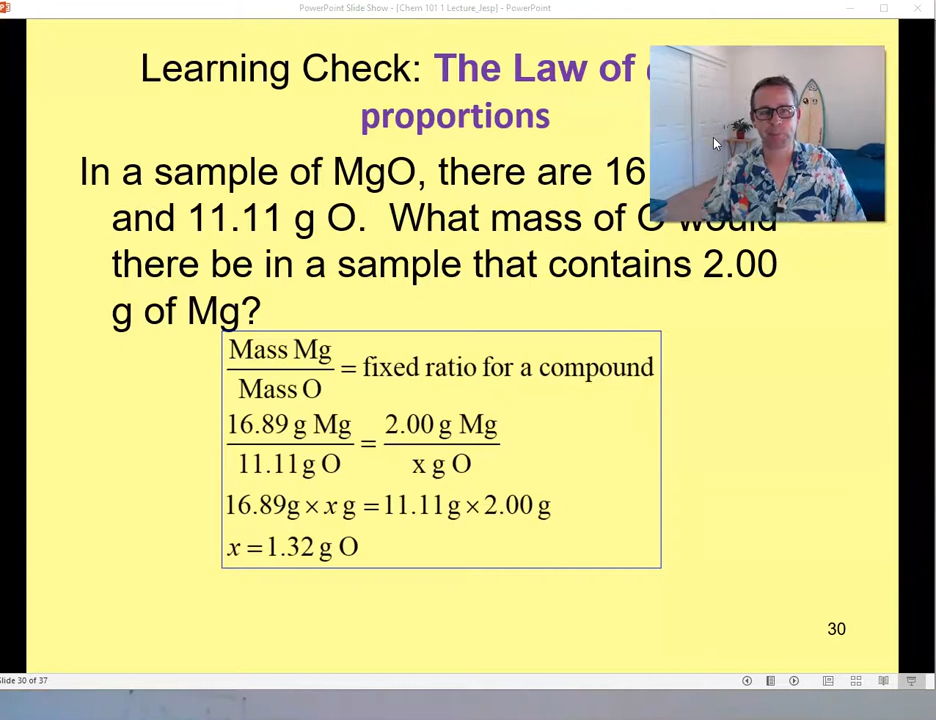 PowerPoint Slide Show - [Chem 101 1 Lecture_Jesp] - PowerPoint
Learning Check: The Law of
proportions
In a sample of MgO, there are 16
and 11.11 g O. What mass of O would
there be in a sample that contains 2.00
g of Mg?
Mass Mg
Mass O
= fixed ratio for a compound
16.89 g Mg
11.11 g O
=
2.00 g Mg
x g O
16.89g × x g = 11.11g × 2.00 g
x = 1.32 g O
30
Slide 30 of 37